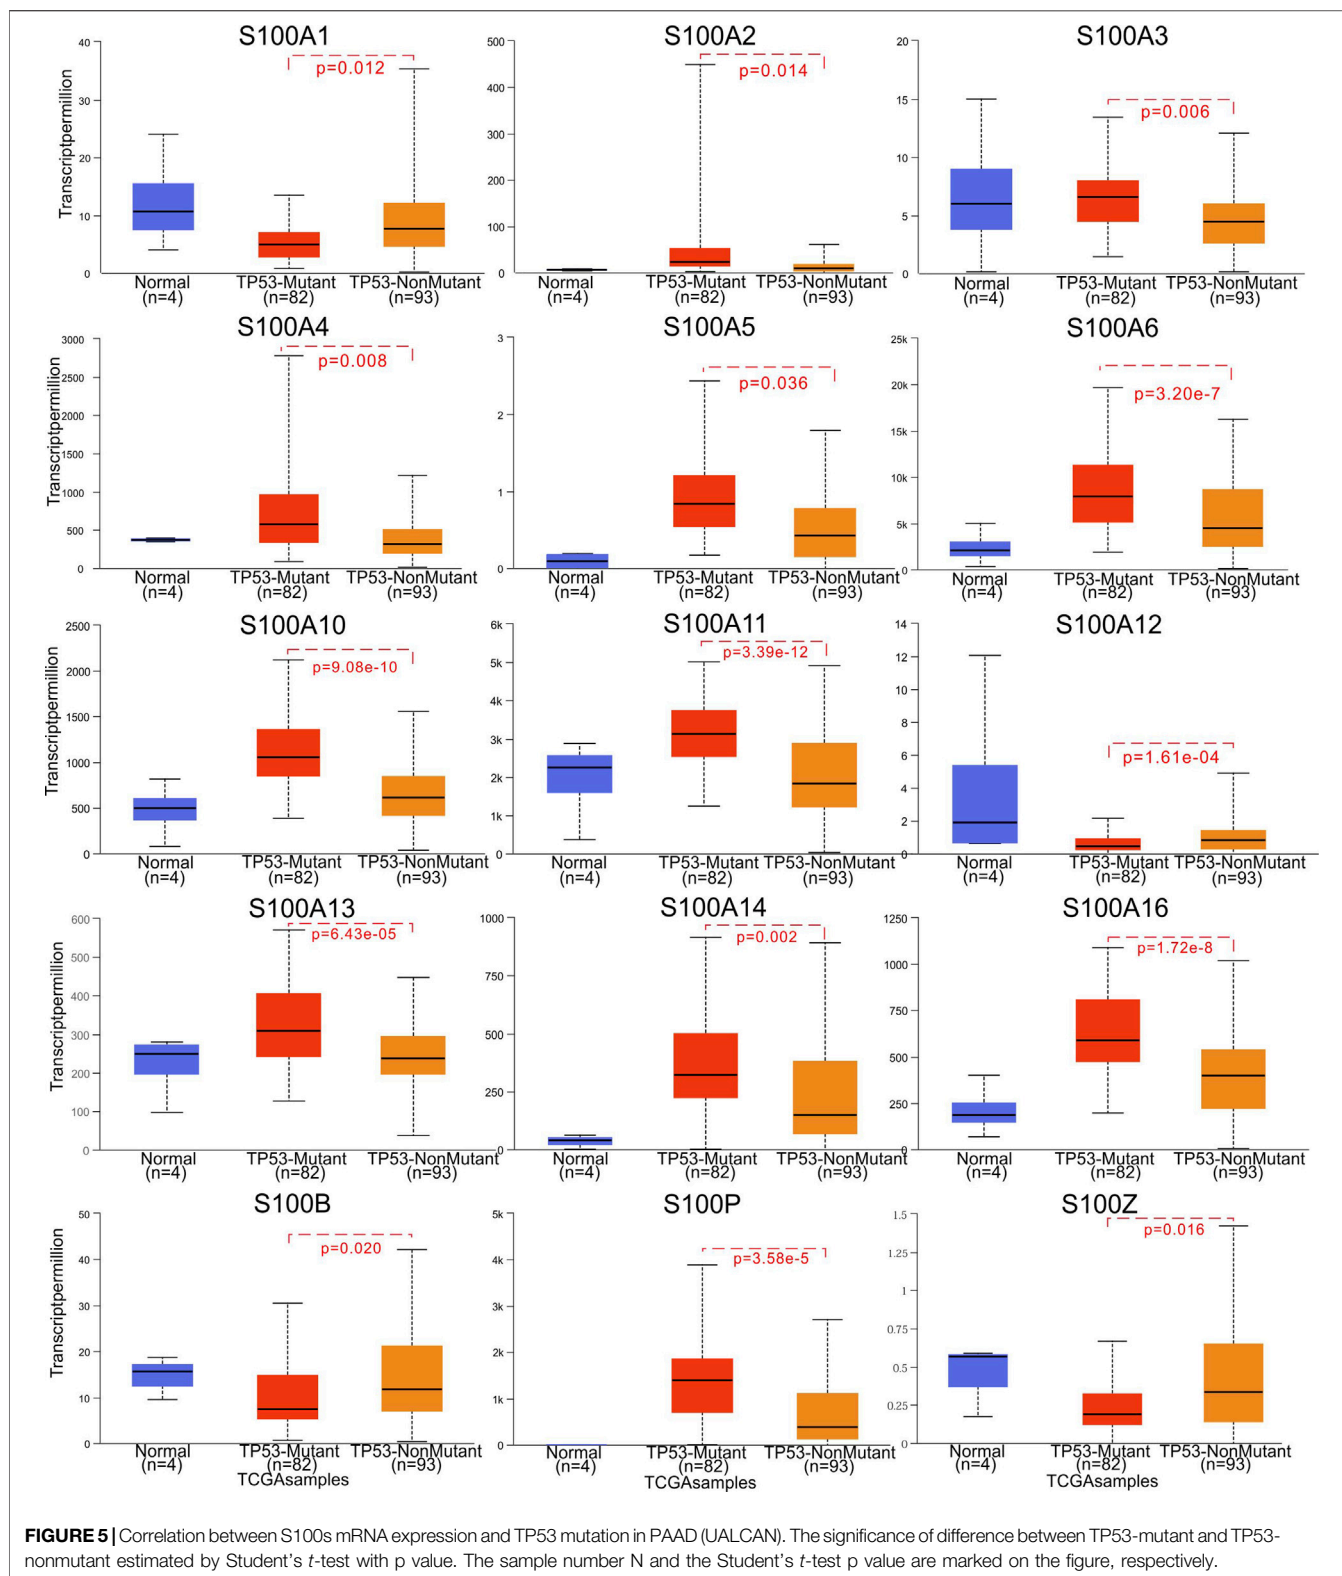 S100A1
Transcriptpermillion
40
30
20
10
0
p=0.012
Normal
(n=4)
TP53-Mutant
(n=82)
TP53-NonMutant
(n=93)
S100A2
500
400
300
200
100
0
p=0.014
Normal
(n=4)
TP53-Mutant
(n=82)
TP53-NonMutant
(n=93)
S100A3
20
15
10
5
0
p=0.006
Normal
(n=4)
TP53-Mutant
(n=82)
TP53-NonMutant
(n=93)
S100A4
Transcriptpermillion
3000
2500
2000
1500
1000
500
0
p=0.008
Normal
(n=4)
TP53-Mutant
(n=82)
TP53-NonMutant
(n=93)
S100A5
3
2
1
0
p=0.036
Normal
(n=4)
TP53-Mutant
(n=82)
TP53-NonMutant
(n=93)
S100A6
25k
20k
15k
10k
5k
0
p=3.20e-7
Normal
(n=4)
TP53-Mutant
(n=82)
TP53-NonMutant
(n=93)
S100A10
Transcriptpermillion
2500
2000
1500
1000
500
0
p=9.08e-10
Normal
(n=4)
TP53-Mutant
(n=82)
TP53-NonMutant
(n=93)
S100A11
6k
5k
4k
3k
2k
1k
0
p=3.39e-12
Normal
(n=4)
TP53-Mutant
(n=82)
TP53-NonMutant
(n=93)
S100A12
14
12
10
8
6
4
2
0
p=1.61e-04
Normal
(n=4)
TP53-Mutant
(n=82)
TP53-NonMutant
(n=93)
S100A13
Transcriptpermillion
600
500
400
300
200
100
0
p=6.43e-05
Normal
(n=4)
TP53-Mutant
(n=82)
TP53-NonMutant
(n=93)
S100A14
1000
750
500
250
0
p=0.002
Normal
(n=4)
TP53-Mutant
(n=82)
TP53-NonMutant
(n=93)
S100A16
1250
1000
750
500
250
0
p=1.72e-8
Normal
(n=4)
TP53-Mutant
(n=82)
TP53-NonMutant
(n=93)
S100B
Transcriptpermillion
50
40
30
20
10
0
p=0.020
Normal
(n=4)
TP53-Mutant
(n=82)
TP53-NonMutant
(n=93)
TCGAsamples
S100P
5k
4k
3k
2k
1k
0
p=3.58e-5
Normal
(n=4)
TP53-Mutant
(n=82)
TP53-NonMutant
(n=93)
TCGAsamples
S100Z
1.5
1.25
1
0.75
0.5
0.25
0
p=0.016
Normal
(n=4)
TP53-Mutant
(n=82)
TP53-NonMutant
(n=93)
TCGAsamples
FIGURE 5 | Correlation between S100s mRNA expression and TP53 mutation in PAAD (UALCAN). The significance of difference between TP53-mutant and TP53-
nonmutant estimated by Student's t-test with p value. The sample number N and the Student's t-test p value are marked on the figure, respectively.